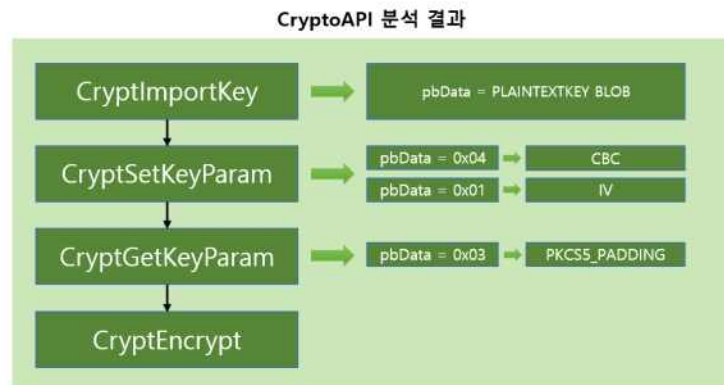 CryptoAPI 분석 결과
CryptImportKey
pbData = PLAINTEXTKEY BLOB
CryptSetKeyParam
pbData = 0x04
CBC
pbData = 0x01
IV
CryptGetKeyParam
pbData = 0x03
PKCS5_PADDING
CryptEncrypt